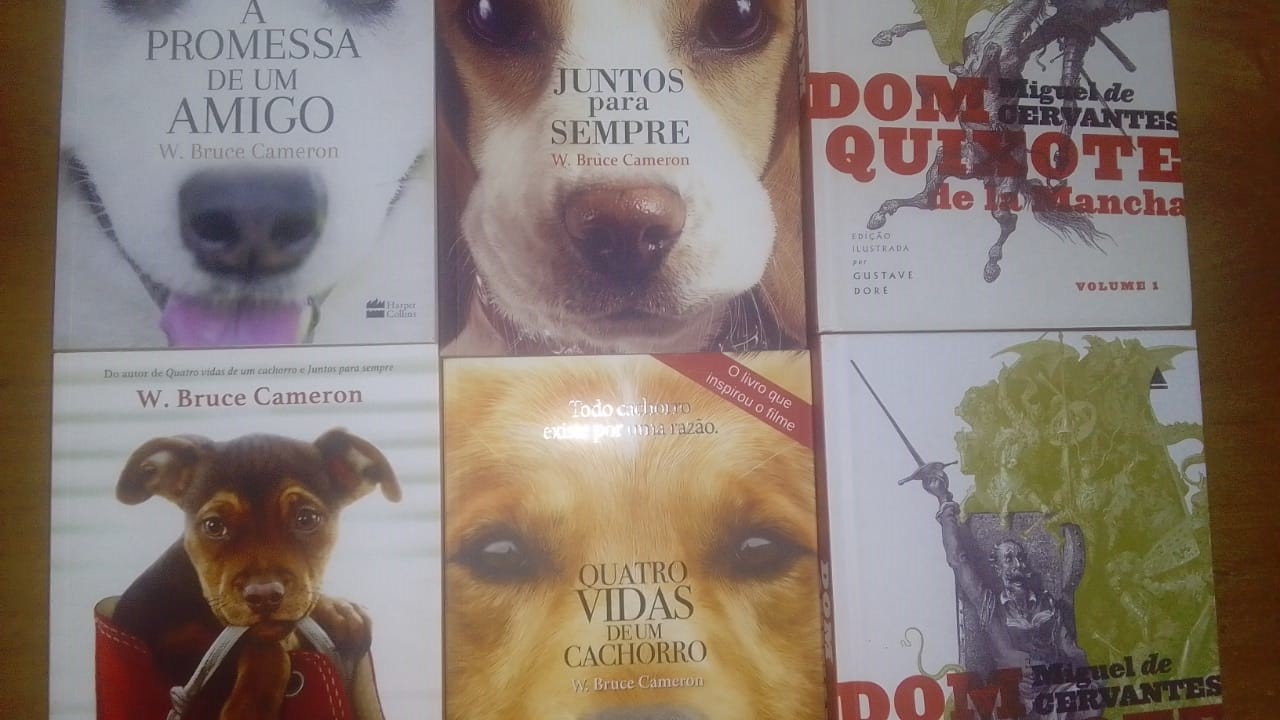 A
PROMESSA
DE UM
AMIGO
W. Bruce Cameron
Harper
Collins
JUNTOS
para
SEMPRE
W. Bruce Cameron
DOM
Miguel de
CERVANTES
QUIXOTE
de la Mancha
EDIÇÃO
ILUSTRADA
por
GUSTAVE
DORÉ
VOLUME 1
Do autor de Quatro vidas de um cachorro e Juntos para sempre
W. Bruce Cameron
O livro que
inspirou o filme
Todo cachorro
existe por uma razão.
QUATRO
VIDAS
DE UM
CACHORRO
W. Bruce Cameron
DOM
DOM
Miguel de
CERVANTES